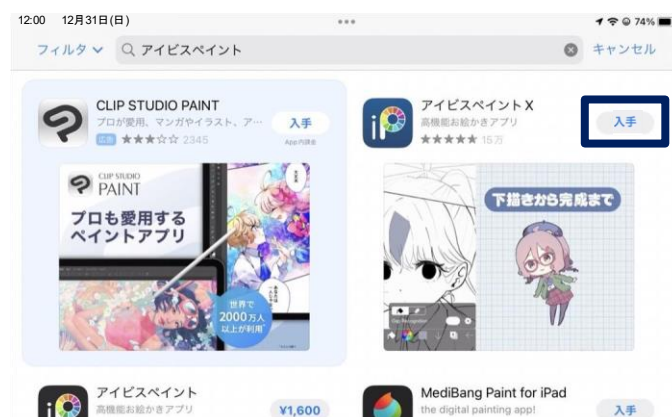 12:00 12月31日(日)
74%
フィルタ
アイビスペイント
キャンセル
CLIP STUDIO PAINT
プロが愛用、マンガやイラスト、ア…
広告 ★★★☆☆ 2345
入手
App内課金
CLIP STUDIO
PAINT
プロも愛用する
ペイントアプリ
世界で
2000万人
以上が利用
アイビスペイント X
高機能お絵かきアプリ
★★★★★ 15万
入手
下描きから完成まで
アイビスペイント
高機能お絵かきアプリ
¥1,600
MediBang Paint for iPad
the digital painting app!
入手